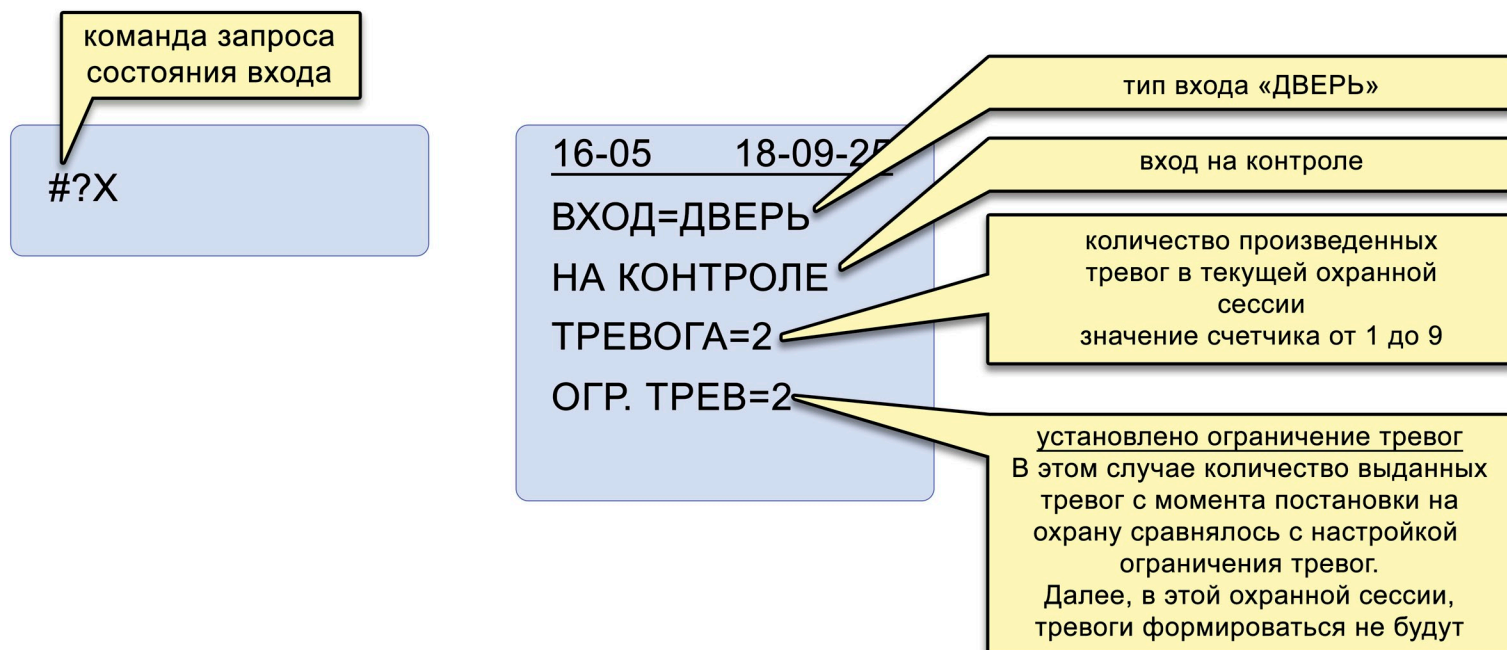 команда запроса
состояния входа
#?X
16-05 18-09-25
ВХОД=ДВЕРЬ
НА КОНТРОЛЕ
ТРЕВОГА=2
ОГР. ТРЕВ=2
тип входа «ДВЕРЬ»
вход на контроле
количество произведенных
тревог в текущей охранной
сессии
значение счетчика от 1 до 9
установлено ограничение тревог
В этом случае количество выданных
тревог с момента постановки на
охрану сравнялось с настройкой
ограничения тревог.
Далее, в этой охранной сессии,
тревоги формироваться не будут